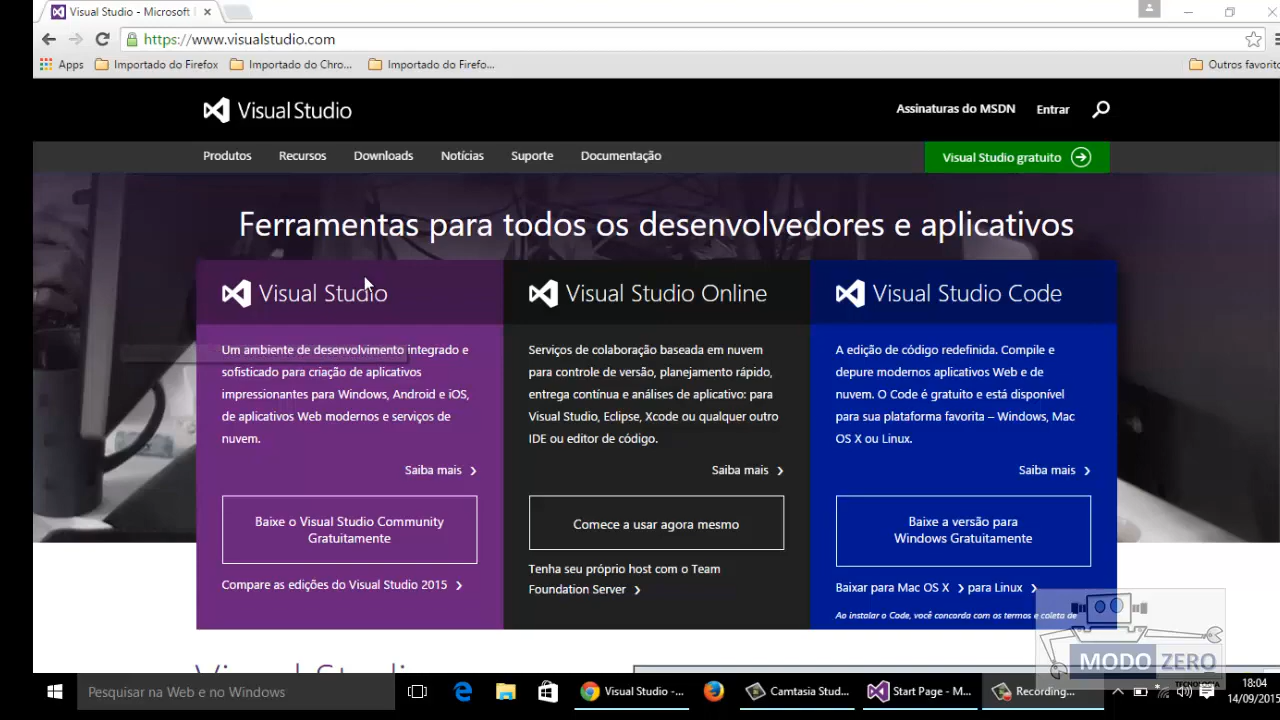 Visual Studio - Microsoft
https://www.visualstudio.com
Apps
Importado do Firefox
Importado do Chro...
Importado do Firefo...
Outros favorito
Visual Studio
Assinaturas do MSDN
Entrar
Produtos
Recursos
Downloads
Notícias
Suporte
Documentação
Visual Studio gratuito
Ferramentas para todos os desenvolvedores e aplicativos
Visual Studio
Um ambiente de desenvolvimento integrado e
sofisticado para criação de aplicativos
impressionantes para Windows, Android e iOS,
de aplicativos Web modernos e serviços de
nuvem.
Saiba mais
Baixe o Visual Studio Community
Gratuitamente
Compare as edições do Visual Studio 2015
Visual Studio Online
Serviços de colaboração baseada em nuvem
para controle de versão, planejamento rápido,
entrega contínua e análises de aplicativo: para
Visual Studio, Eclipse, Xcode ou qualquer outro
IDE ou editor de código.
Saiba mais
Comece a usar agora mesmo
Tenha seu próprio host com o Team
Foundation Server
Visual Studio Code
A edição de código redefinida. Compile e
depure modernos aplicativos Web e de
nuvem. O Code é gratuito e está disponível
para sua plataforma favorita – Windows, Mac
OS X ou Linux.
Saiba mais
Baixe a versão para
Windows Gratuitamente
Baixar para Mac OS X
para Linux
Ao instalar o Code, você concorda com os termos e coleta de
Visual Studio
MODO ZERO
TECNOLOGIA
Pesquisar na Web e no Windows
Visual Studio -...
Camtasia Stud...
Start Page - M...
Recording...
18:04
14/09/2015